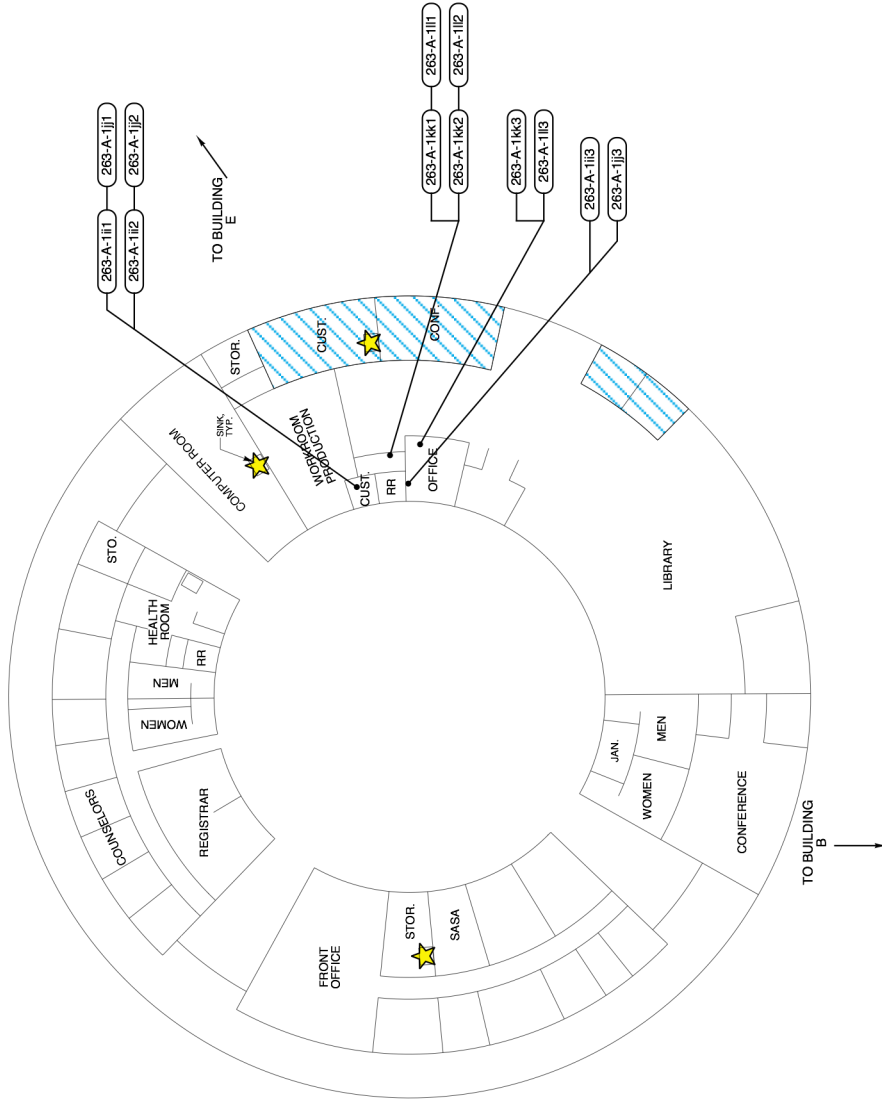 263-A-1ii1
263-A-1jj1
263-A-1ii2
263-A-1jj2
TO BUILDING
E
263-A-1kk1
263-A-1ll1
263-A-1kk2
263-A-1ll2
263-A-1kk3
263-A-1ll3
263-A-1ii3
263-A-1jj3
STOR.
CUST.
CONF.
SINK,
TYP.
COMPUTER ROOM
WORKROOM
PRODUCTION
CUST.
RR
OFFICE
LIBRARY
STO.
HEALTH
ROOM
RR
MEN
WOMEN
REGISTRAR
COUNSELORS
FRONT
OFFICE
STOR.
SASA
JAN.
MEN
WOMEN
CONFERENCE
TO BUILDING
B